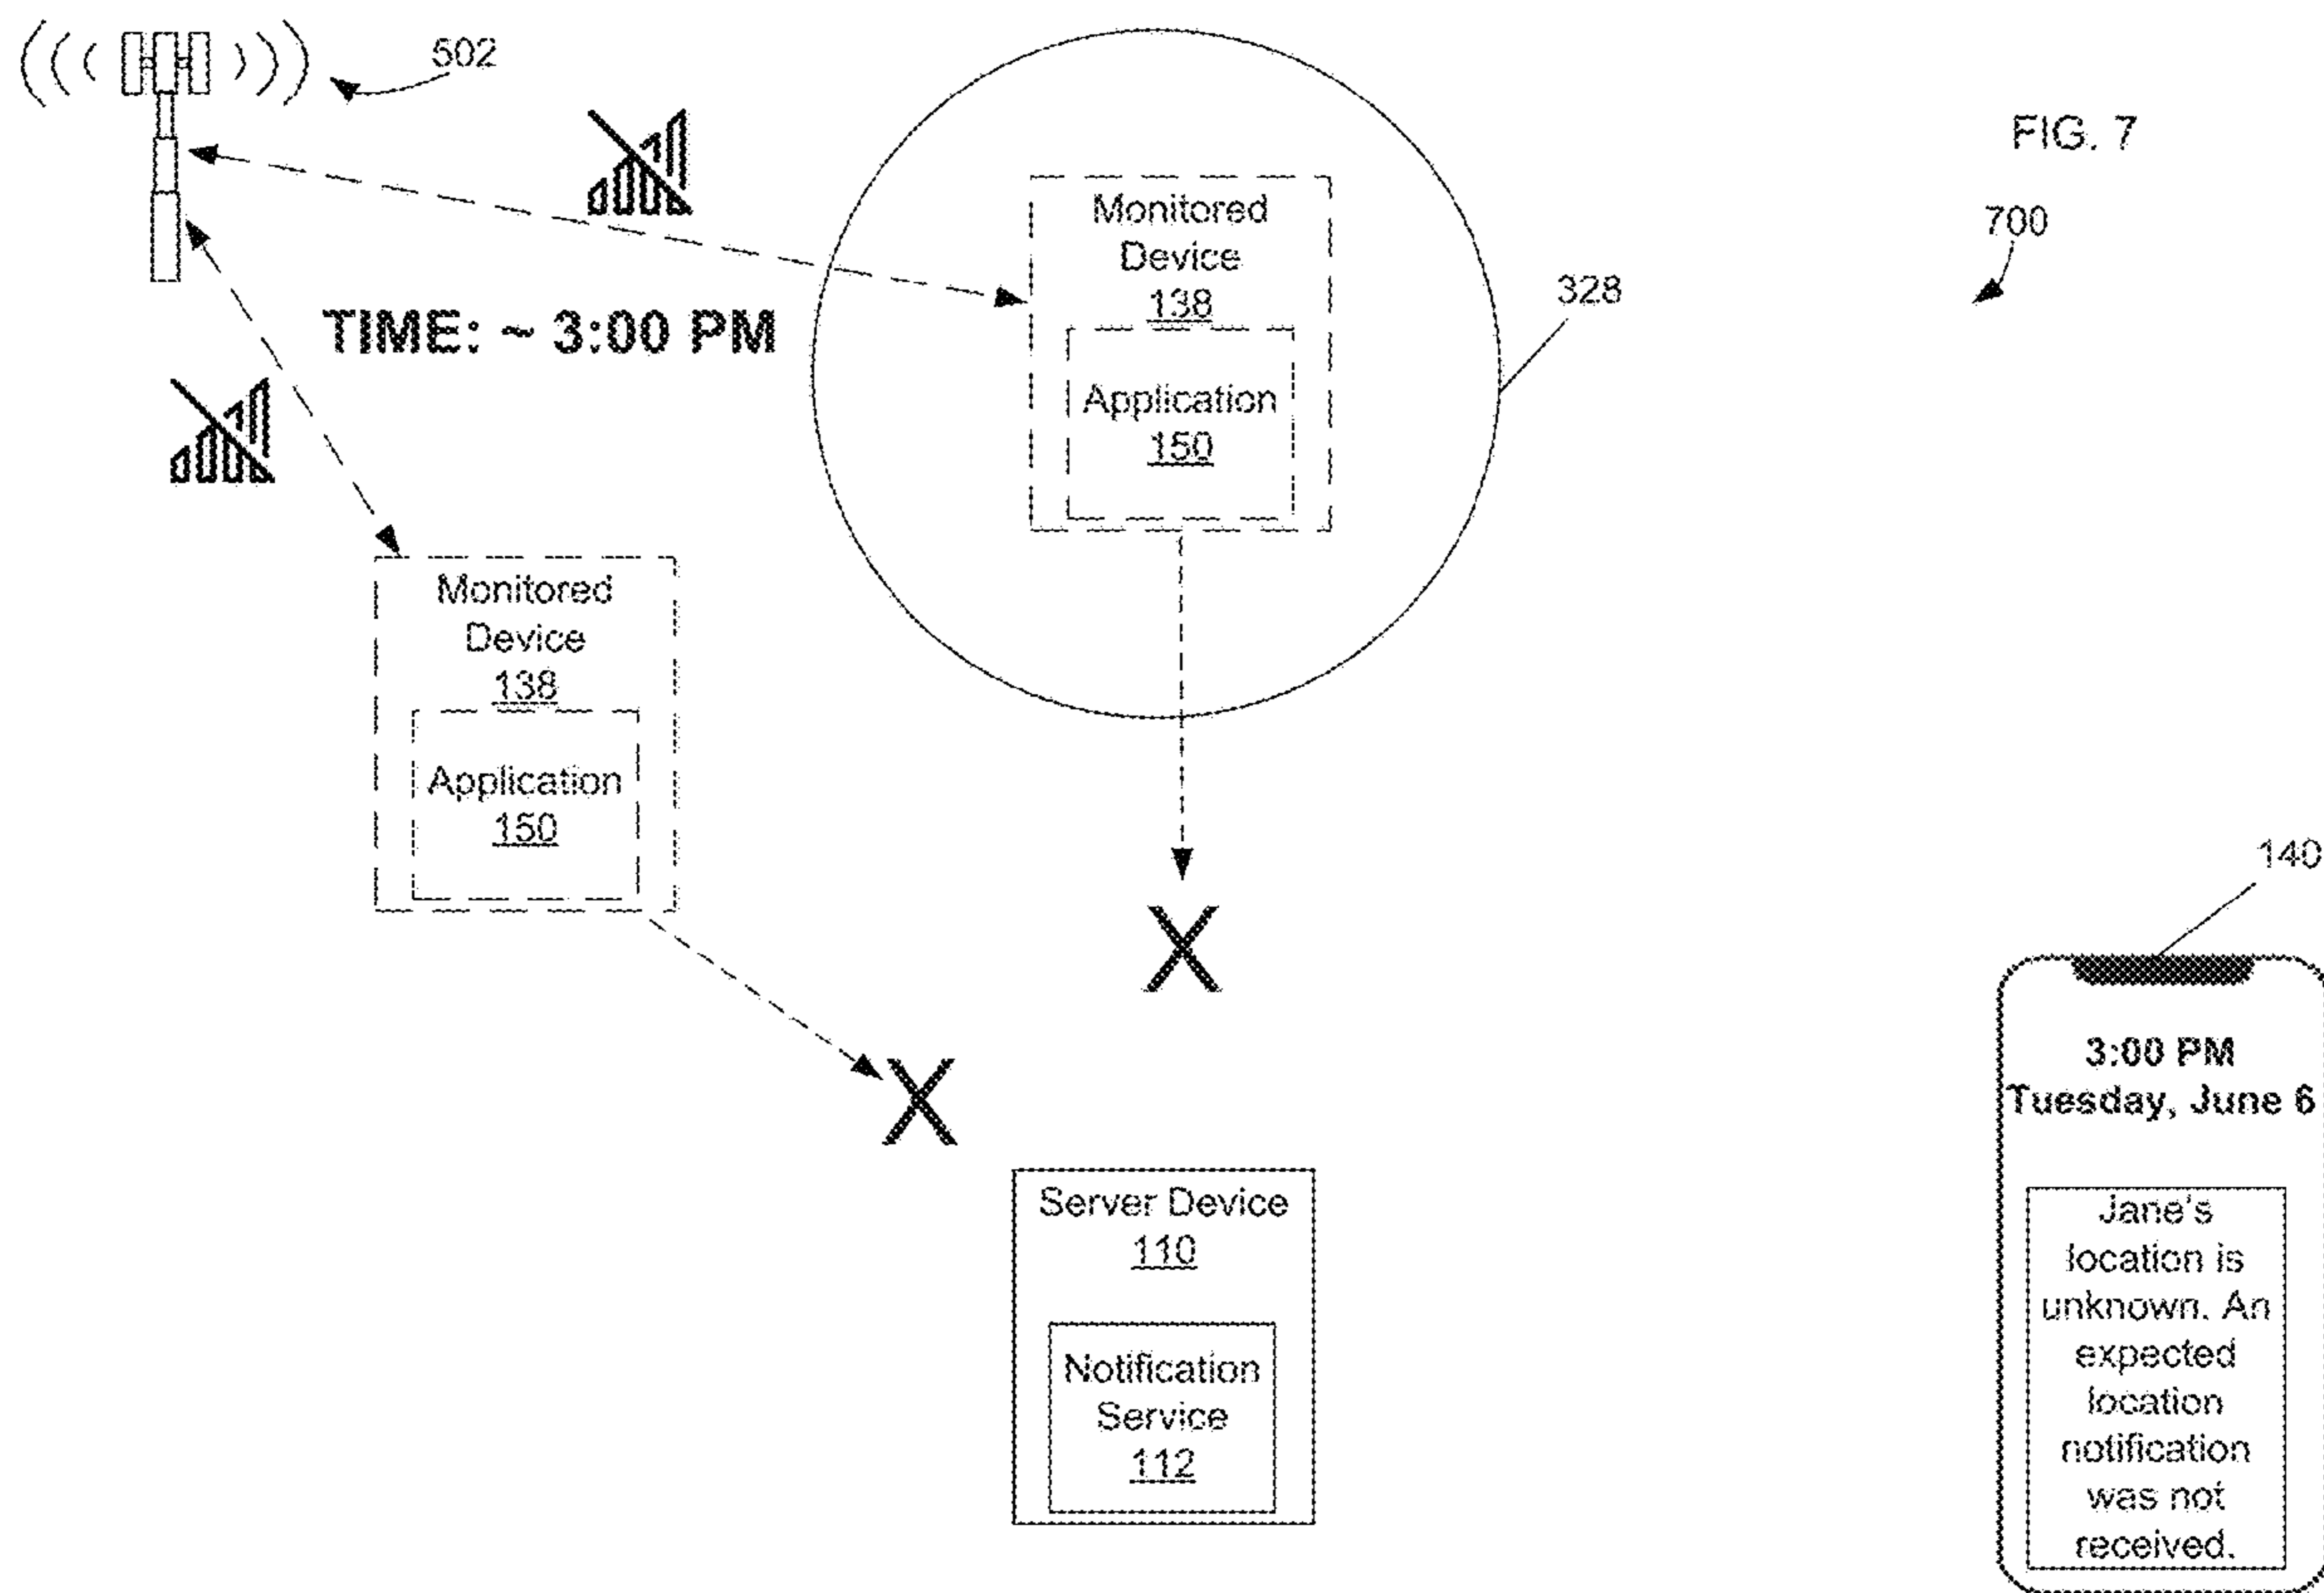 502
FIG. 7
700
TIME: ~ 3:00 PM
Monitored
Device
138
Application
150
328
Monitored
Device
138
Application
150
X
X
140
3:00 PM
Tuesday, June 6
Jane's
location is
unknown. An
expected
location
notification
was not
received.
Server Device
110
Notification
Service
112